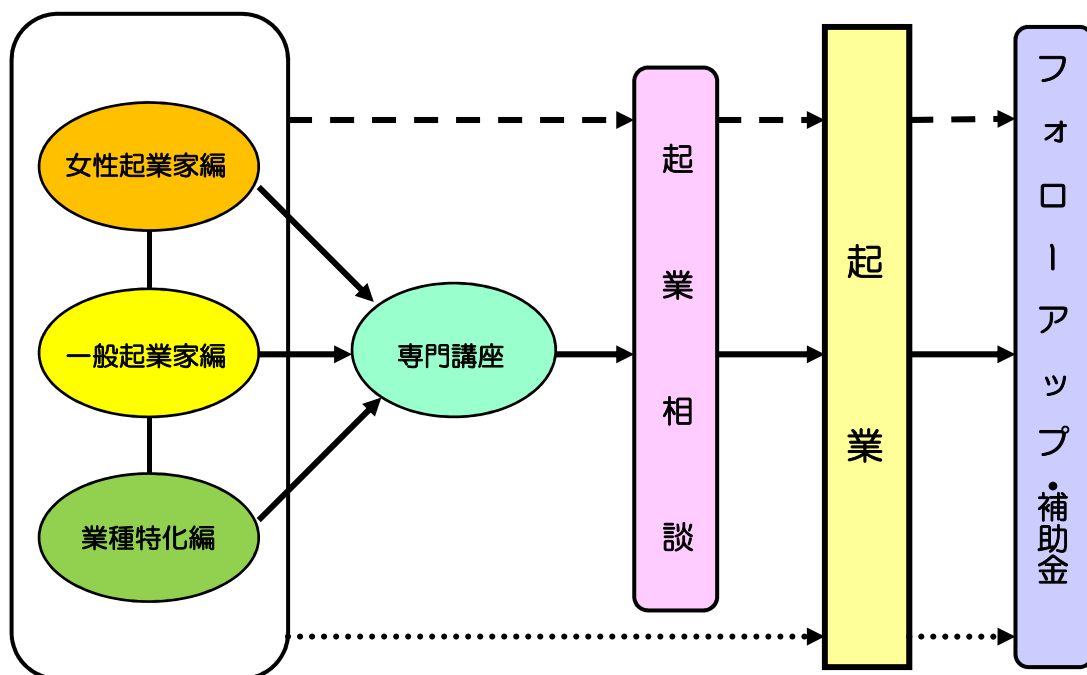 女性起業家編
一般起業家編
業種特化編
専門講座
起業相談
起業
フォローアップ・補助金